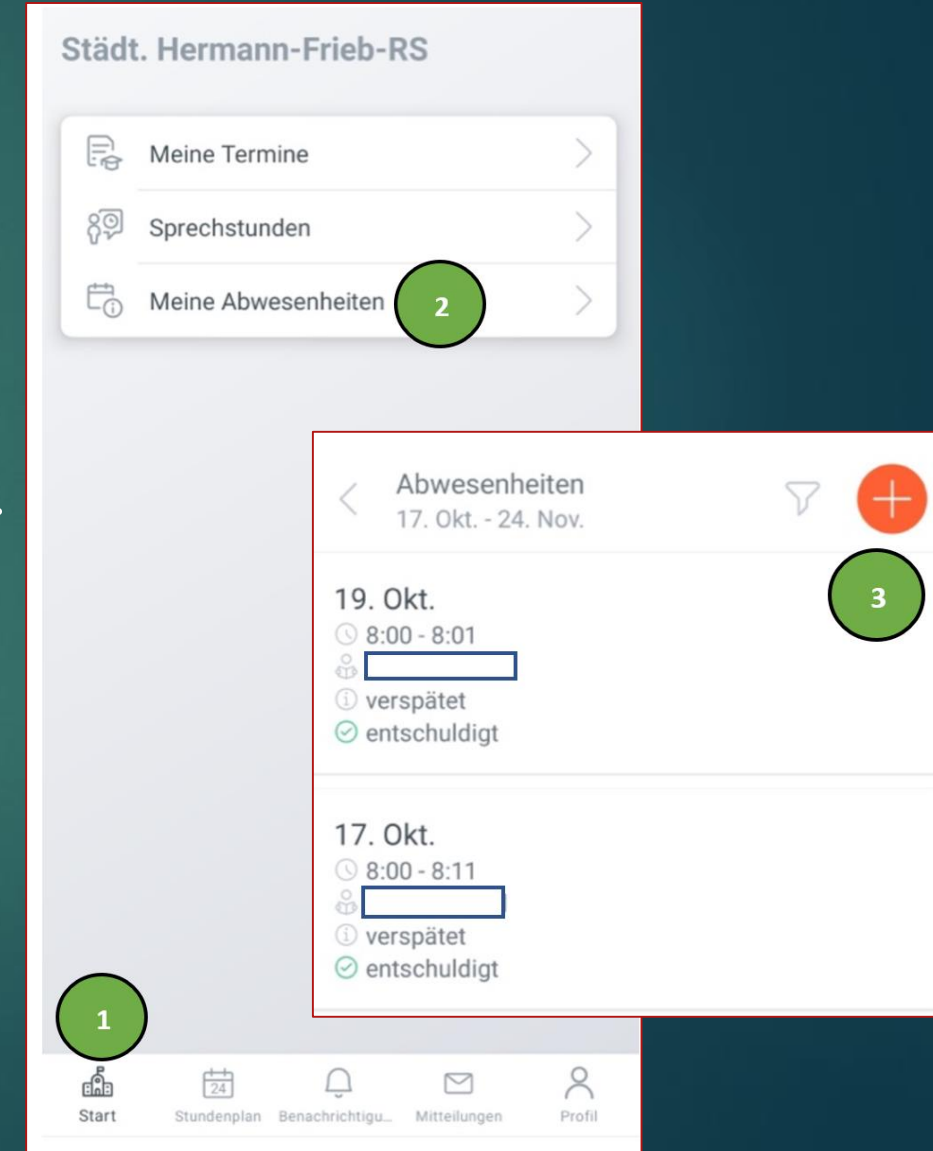 Städt. Hermann-Frieb-RS
Meine Termine
Sprechstunden
Meine Abwesenheiten
2
Abwesenheiten
17. Okt. - 24. Nov.
3
19. Okt.
8:00 - 8:01
verspätet
entschuldigt
17. Okt.
8:00 - 8:11
verspätet
entschuldigt
1
24
Start Stundenplan Benachrichtigu... Mitteilungen Profil